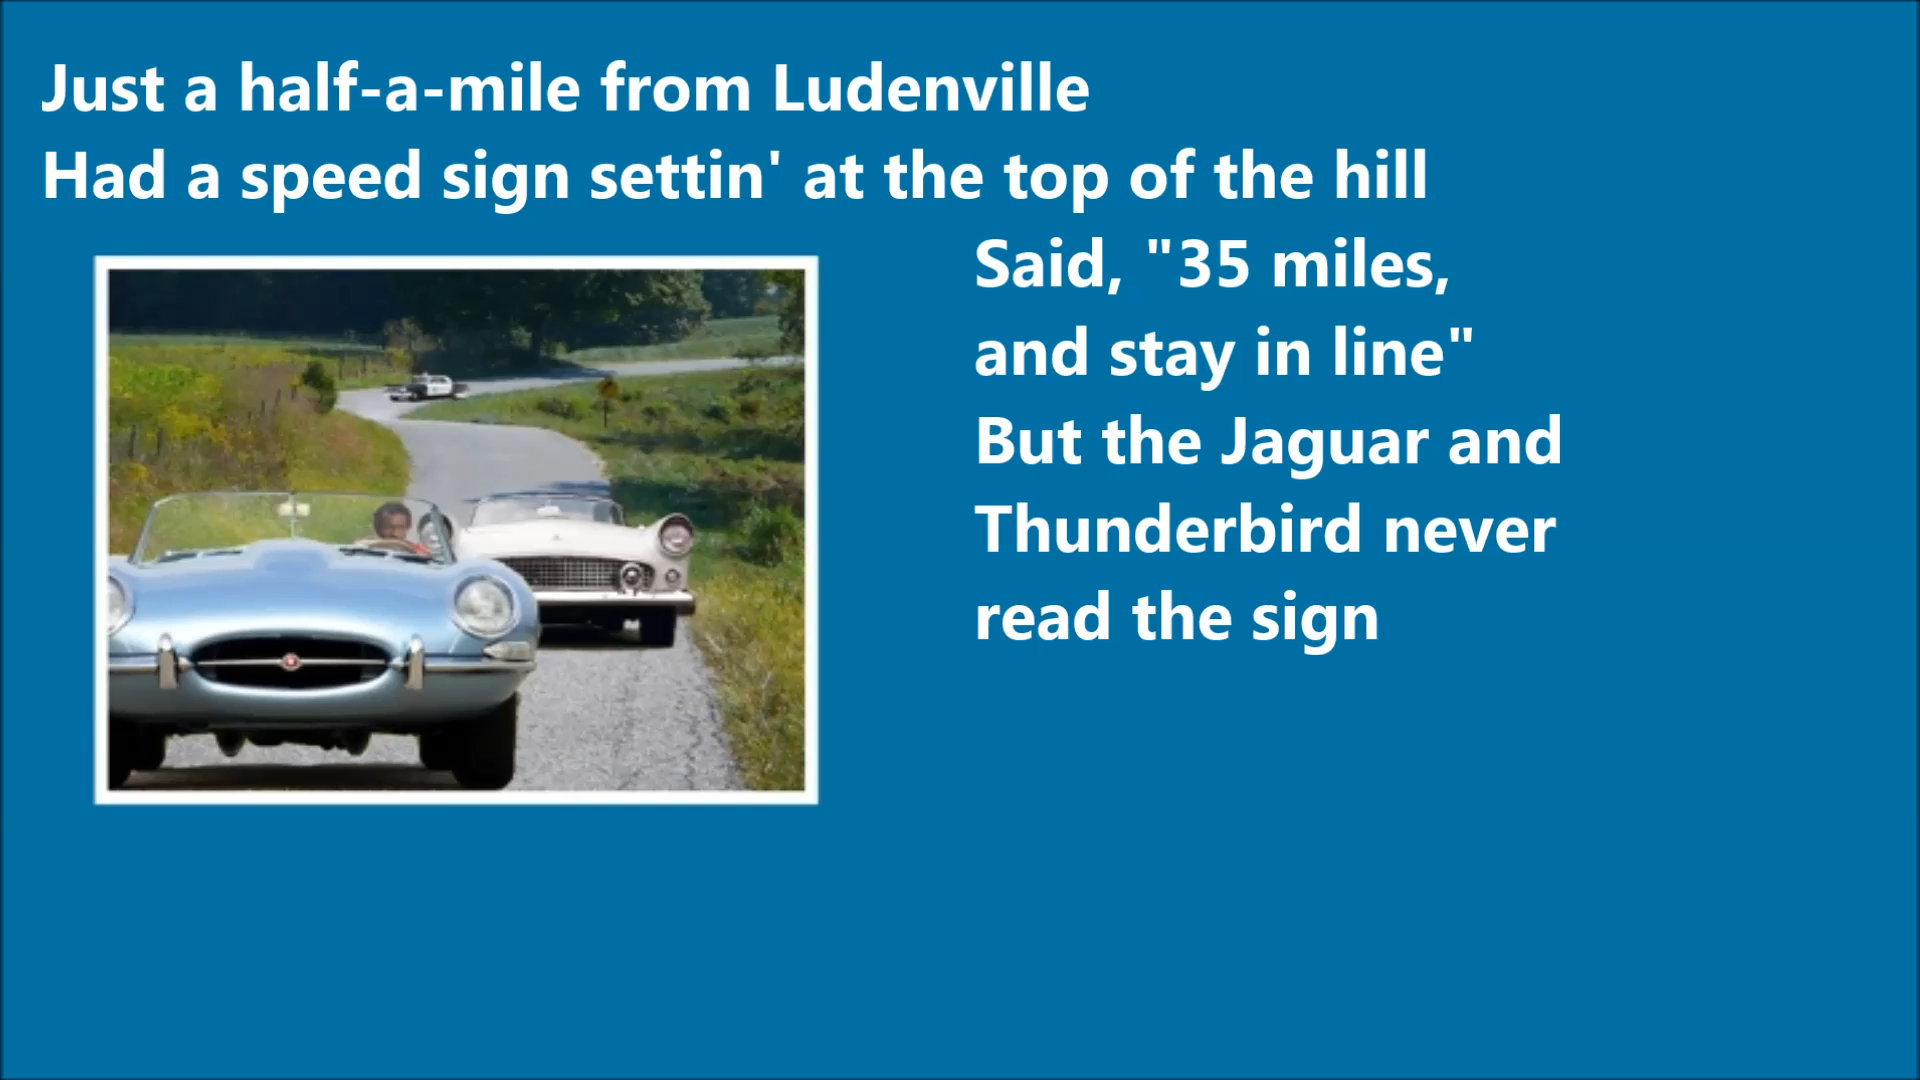 Just a half-a-mile from Ludenville
Had a speed sign settin' at the top of the hill
Said, "35 miles,
and stay in line"
But the Jaguar and
Thunderbird never
read the sign